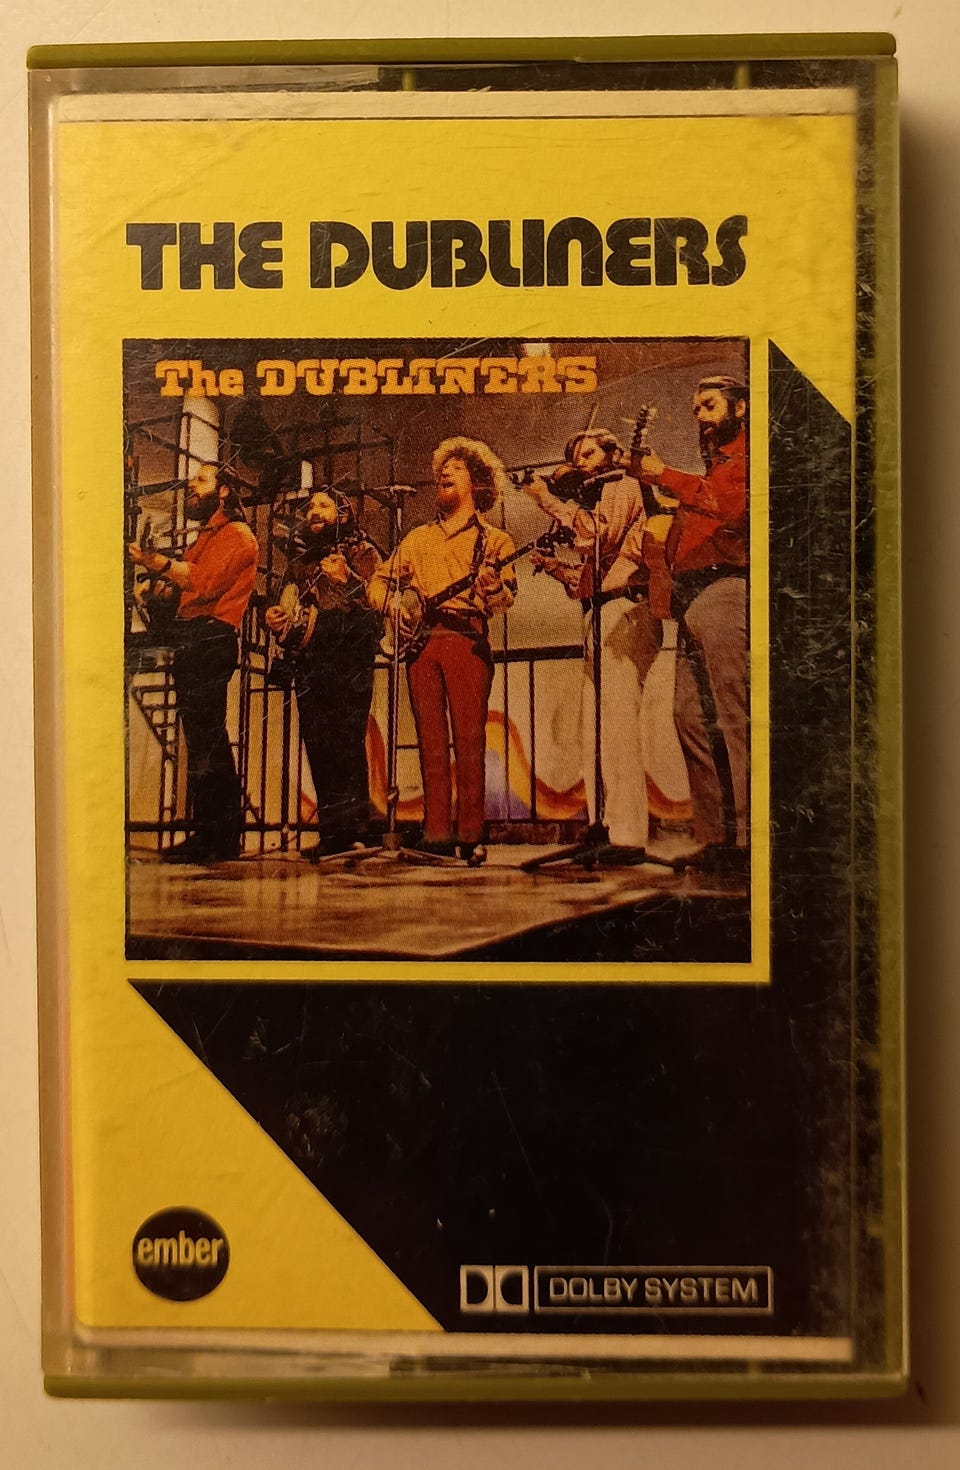 THE DUBLINERS
The DUBLINERS
ember
DOLBY SYSTEM